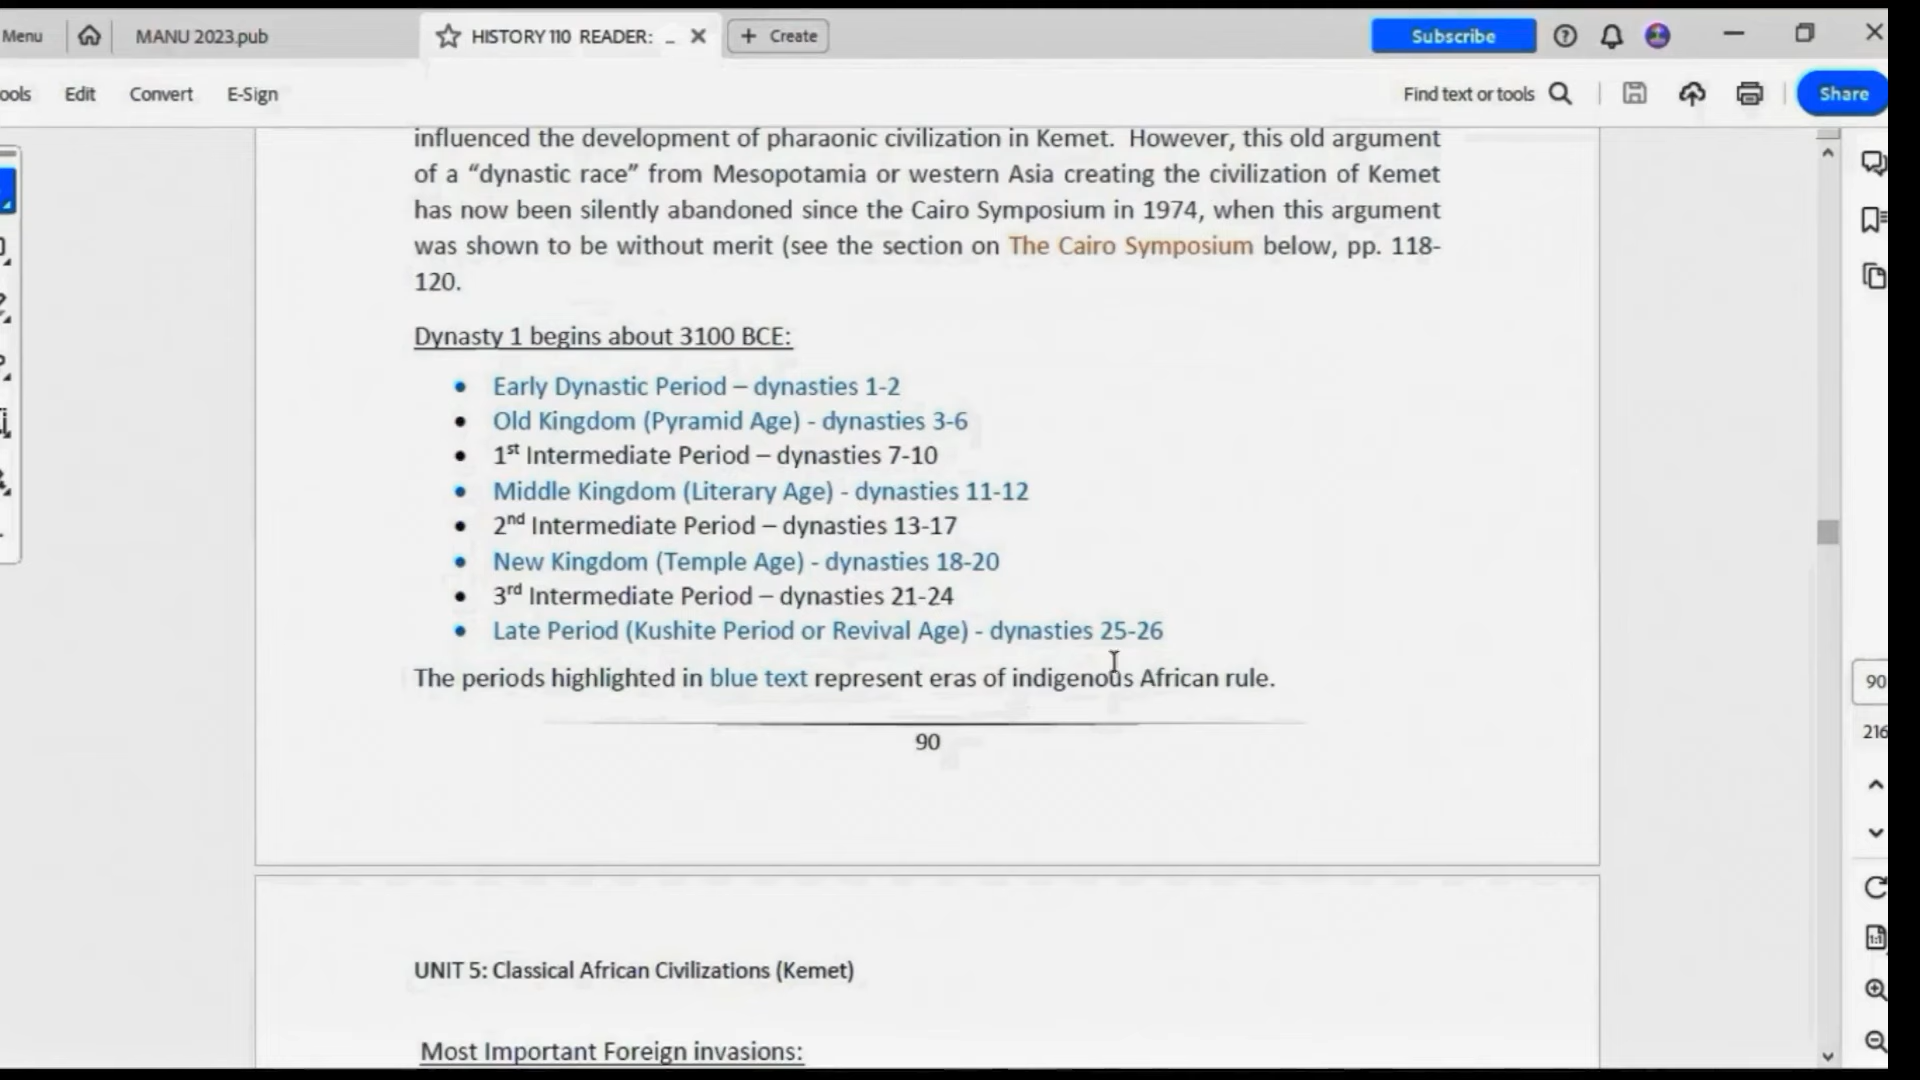 Menu
MANU 2023.pub
HISTORY 110 READER: _
Create
Subscribe
Edit
Convert
E-Sign
Find text or tools
Share
influenced the development of pharaonic civilization in Kemet. However, this old argument
of a “dynastic race” from Mesopotamia or western Asia creating the civilization of Kemet
has now been silently abandoned since the Cairo Symposium in 1974, when this argument
was shown to be without merit (see the section on The Cairo Symposium below, pp. 118-
120.
Dynasty 1 begins about 3100 BCE:
• Early Dynastic Period – dynasties 1-2
• Old Kingdom (Pyramid Age) - dynasties 3-6
• 1st Intermediate Period – dynasties 7-10
• Middle Kingdom (Literary Age) - dynasties 11-12
• 2nd Intermediate Period – dynasties 13-17
• New Kingdom (Temple Age) - dynasties 18-20
• 3rd Intermediate Period – dynasties 21-24
• Late Period (Kushite Period or Revival Age) - dynasties 25-26
The periods highlighted in blue text represent eras of indigenous African rule.
90
90
216
UNIT 5: Classical African Civilizations (Kemet)
Most Important Foreign invasions: